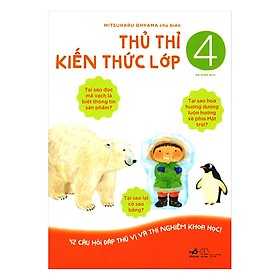 MITSUHARU OHYAMA chủ biên
THỦ THỈ
KIẾN THỨC LỚP 4
Tại sao đọc
mã vạch là
biết thông tin
sản phẩm?
Tại sao hoa
hướng dương
luôn hướng
về phía Mặt
trời?
Tại sao lại
có sao
băng?
42 CÂU HỎI ĐÁP THÚ VỊ VÀ THÍ NGHIỆM KHOA HỌC!